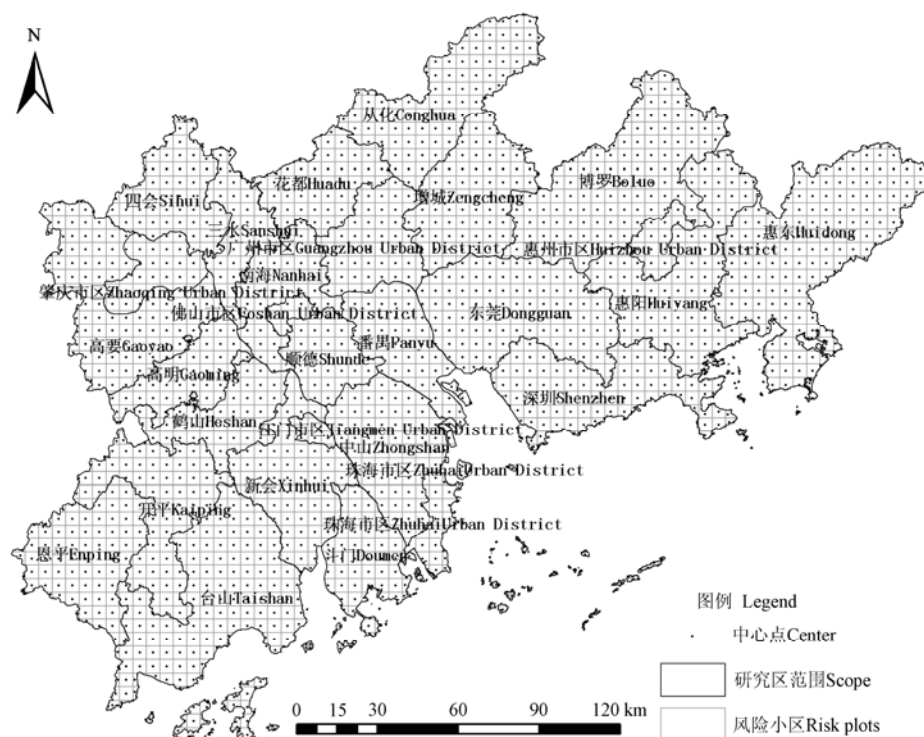 N
从化Conghua
花都Huadu
博罗Boluo
四会Sihui
增城Zengcheng
三水Sanshui
惠东Huidong
广州市区Guangzhou Urban District
惠州市区Huizhou Urban District
南海Nanhai
肇庆市区Zhaoqing Urban District
惠阳Huiyang
佛山市区Foshan Urban District
东莞Dongguan
番禺Panyu
高要Gaoyao
顺德Shunde
高明Gaoming
深圳Shenzhen
鹤山Heshan
江门市区Jiangmen Urban District
中山Zhongshan
珠海市区ZhuhaiUrban District
新会Xinhui
开平Kaiping
珠海市区ZhuhaiUrban District
恩平Enping
斗门Doumen
台山Taishan
图例 Legend
中心点Center
研究区范围Scope
风险小区Risk plots
0 15 30 60 90 120 km